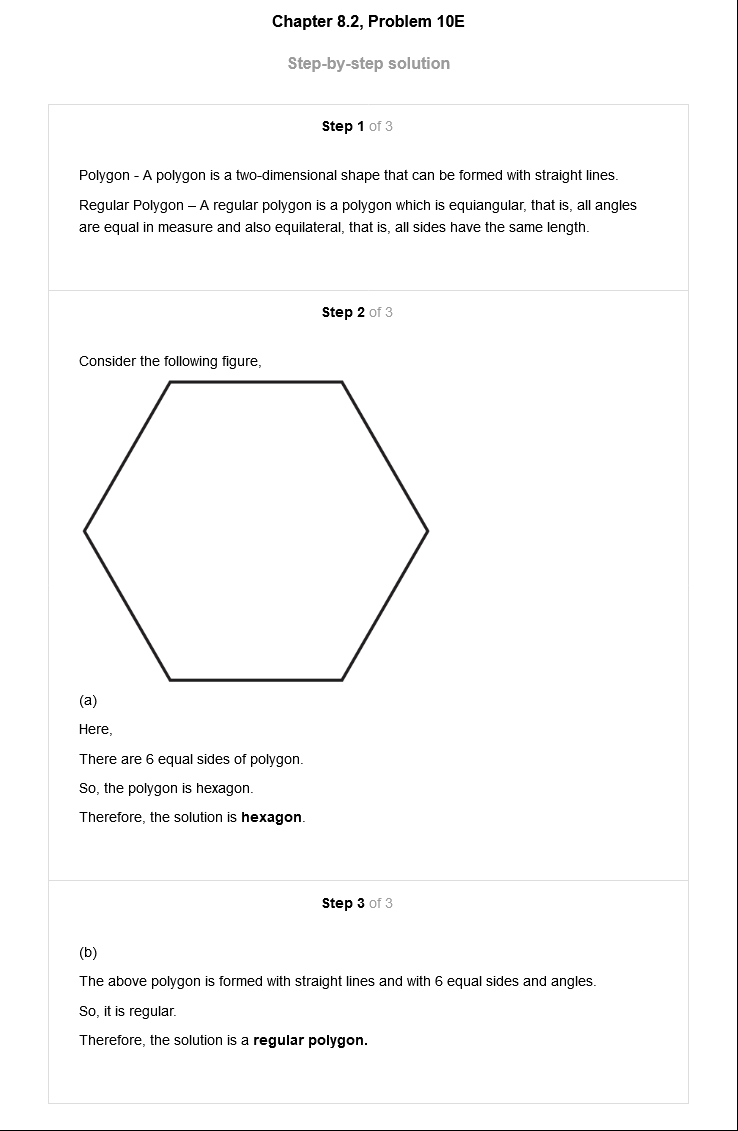 Chapter 8.2, Problem 10E
Step-by-step solution
Step 1 of 3
Polygon - A polygon is a two-dimensional shape that can be formed with straight lines.
Regular Polygon – A regular polygon is a polygon which is equiangular, that is, all angles
are equal in measure and also equilateral, that is, all sides have the same length.
Step 2 of 3
Consider the following figure,
(a)
Here,
There are 6 equal sides of polygon.
So, the polygon is hexagon.
Therefore, the solution is hexagon.
Step 3 of 3
(b)
The above polygon is formed with straight lines and with 6 equal sides and angles.
So, it is regular.
Therefore, the solution is a regular polygon.